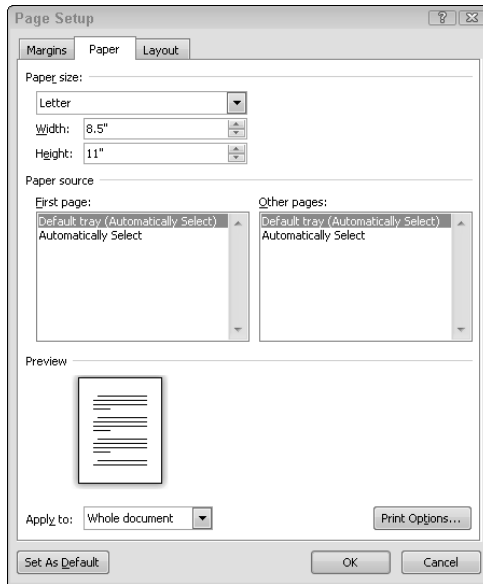 Page Setup
Margins Paper Layout
Paper size:
Letter
Width: 8.5"
Height: 11"
Paper source
First page: Other pages:
Default tray (Automatically Select) Default tray (Automatically Select)
Automatically Select Automatically Select
Preview
Apply to: Whole document Print Options...
Set As Default OK Cancel